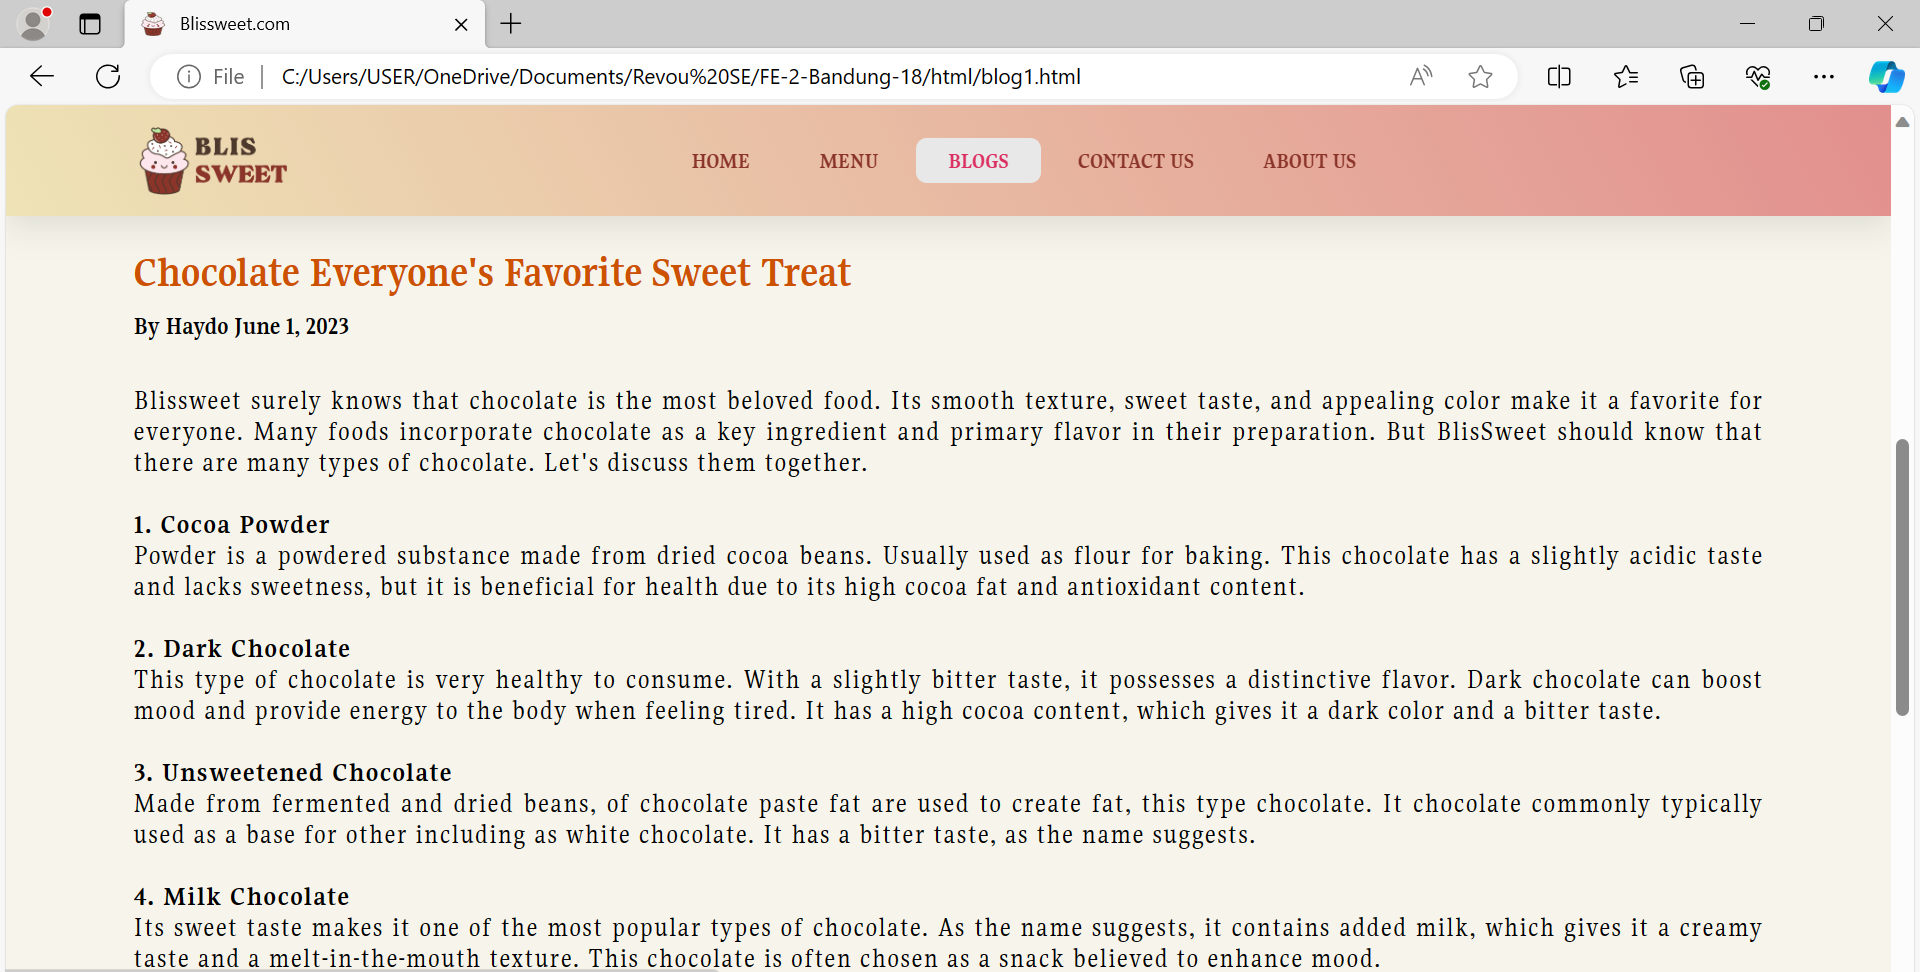 Blissweet.com
File
C:/Users/USER/OneDrive/Documents/Revou%20SE/FE-2-Bandung-18/html/blog1.html
BLIS
SWEET
HOME MENU BLOGS CONTACT US ABOUT US
Chocolate Everyone's Favorite Sweet Treat
By Haydo June 1, 2023
Blissweet surely knows that chocolate is the most beloved food. Its smooth texture, sweet taste, and appealing color make it a favorite for
everyone. Many foods incorporate chocolate as a key ingredient and primary flavor in their preparation. But BlisSweet should know that
there are many types of chocolate. Let's discuss them together.
1. Cocoa Powder
Powder is a powdered substance made from dried cocoa beans. Usually used as flour for baking. This chocolate has a slightly acidic taste
and lacks sweetness, but it is beneficial for health due to its high cocoa fat and antioxidant content.
2. Dark Chocolate
This type of chocolate is very healthy to consume. With a slightly bitter taste, it possesses a distinctive flavor. Dark chocolate can boost
mood and provide energy to the body when feeling tired. It has a high cocoa content, which gives it a dark color and a bitter taste.
3. Unsweetened Chocolate
Made from fermented and dried beans, of chocolate paste fat are used to create fat, this type chocolate. It chocolate commonly typically
used as a base for other including as white chocolate. It has a bitter taste, as the name suggests.
4. Milk Chocolate
Its sweet taste makes it one of the most popular types of chocolate. As the name suggests, it contains added milk, which gives it a creamy
taste and a melt-in-the-mouth texture. This chocolate is often chosen as a snack believed to enhance mood.